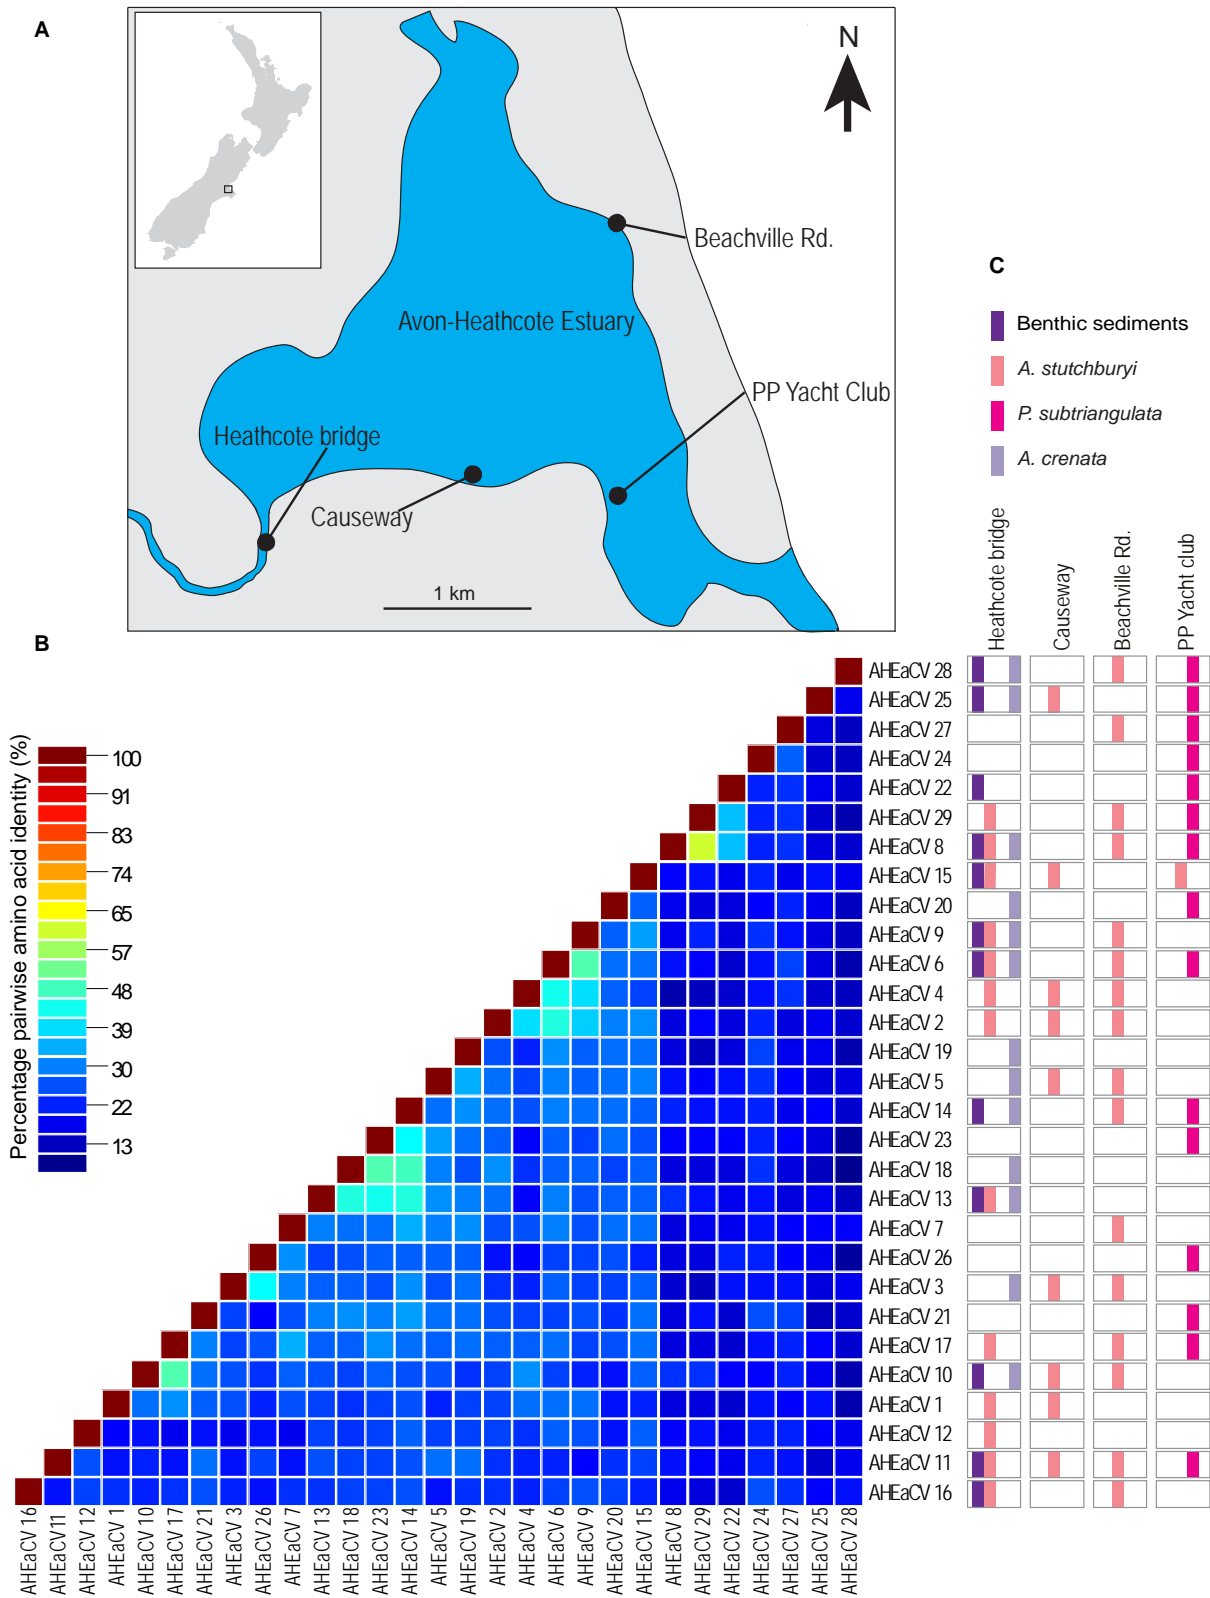 A
N
Beachville Rd.
Avon-Heathcote Estuary
PP Yacht Club
Heathcote bridge
Causeway
1 km
C
Benthic sediments
A. stutchburyi
P. subtriangulata
A. crenata
Heathcote bridge
Causeway
Beachville Rd.
PP Yacht club
B
Percentage pairwise amino acid identity (%)
100
91
83
74
65
57
48
39
30
22
13
AHEaCV 28
AHEaCV 25
AHEaCV 27
AHEaCV 24
AHEaCV 22
AHEaCV 29
AHEaCV 8
AHEaCV 15
AHEaCV 20
AHEaCV 9
AHEaCV 6
AHEaCV 4
AHEaCV 2
AHEaCV 19
AHEaCV 5
AHEaCV 14
AHEaCV 23
AHEaCV 18
AHEaCV 13
AHEaCV 7
AHEaCV 26
AHEaCV 3
AHEaCV 21
AHEaCV 17
AHEaCV 10
AHEaCV 1
AHEaCV 12
AHEaCV 11
AHEaCV 16
AHEaCV 16
AHEaCV11
AHEaCV 12
AHEaCV 1
AHEaCV 10
AHEaCV 17
AHEaCV 21
AHEaCV 3
AHEaCV 26
AHEaCV 7
AHEaCV 13
AHEaCV 18
AHEaCV 23
AHEaCV 14
AHEaCV 5
AHEaCV 19
AHEaCV 2
AHEaCV 4
AHEaCV 6
AHEaCV 9
AHEaCV 20
AHEaCV 15
AHEaCV 8
AHEaCV 29
AHEaCV 22
AHEaCV 24
AHEaCV 27
AHEaCV 25
AHEaCV 28